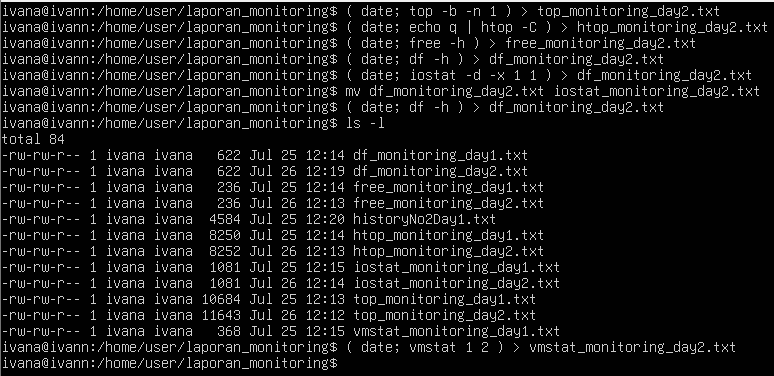 ivana@ivann:/home/user/laporan_monitoring$ ( date; top -b -n 1 ) > top_monitoring_day2.txt
ivana@ivann:/home/user/laporan_monitoring$ ( date; echo q | htop -C ) > htop_monitoring_day2.txt
ivana@ivann:/home/user/laporan_monitoring$ ( date; free -h ) > free_monitoring_day2.txt
ivana@ivann:/home/user/laporan_monitoring$ ( date; df -h ) > df_monitoring_day2.txt
ivana@ivann:/home/user/laporan_monitoring$ ( date; iostat -d -x 1 1 ) > df_monitoring_day2.txt
ivana@ivann:/home/user/laporan_monitoring$ mv df_monitoring_day2.txt iostat_monitoring_day2.txt
ivana@ivann:/home/user/laporan_monitoring$ ( date; df -h ) > df_monitoring_day2.txt
ivana@ivann:/home/user/laporan_monitoring$ ls -l
total 84
-rw-rw-r-- 1 ivana ivana   622 Jul 25 12:14 df_monitoring_day1.txt
-rw-rw-r-- 1 ivana ivana   622 Jul 26 12:19 df_monitoring_day2.txt
-rw-rw-r-- 1 ivana ivana   236 Jul 25 12:14 free_monitoring_day1.txt
-rw-rw-r-- 1 ivana ivana   236 Jul 26 12:13 free_monitoring_day2.txt
-rw-rw-r-- 1 ivana ivana  4584 Jul 25 12:20 historyNo2Day1.txt
-rw-rw-r-- 1 ivana ivana  8250 Jul 25 12:14 htop_monitoring_day1.txt
-rw-rw-r-- 1 ivana ivana  8252 Jul 26 12:13 htop_monitoring_day2.txt
-rw-rw-r-- 1 ivana ivana  1081 Jul 25 12:15 iostat_monitoring_day1.txt
-rw-rw-r-- 1 ivana ivana  1081 Jul 26 12:14 iostat_monitoring_day2.txt
-rw-rw-r-- 1 ivana ivana 10684 Jul 25 12:13 top_monitoring_day1.txt
-rw-rw-r-- 1 ivana ivana 11643 Jul 26 12:12 top_monitoring_day2.txt
-rw-rw-r-- 1 ivana ivana   368 Jul 25 12:15 vmstat_monitoring_day1.txt
ivana@ivann:/home/user/laporan_monitoring$ ( date; vmstat 1 2 ) > vmstat_monitoring_day2.txt
ivana@ivann:/home/user/laporan_monitoring$